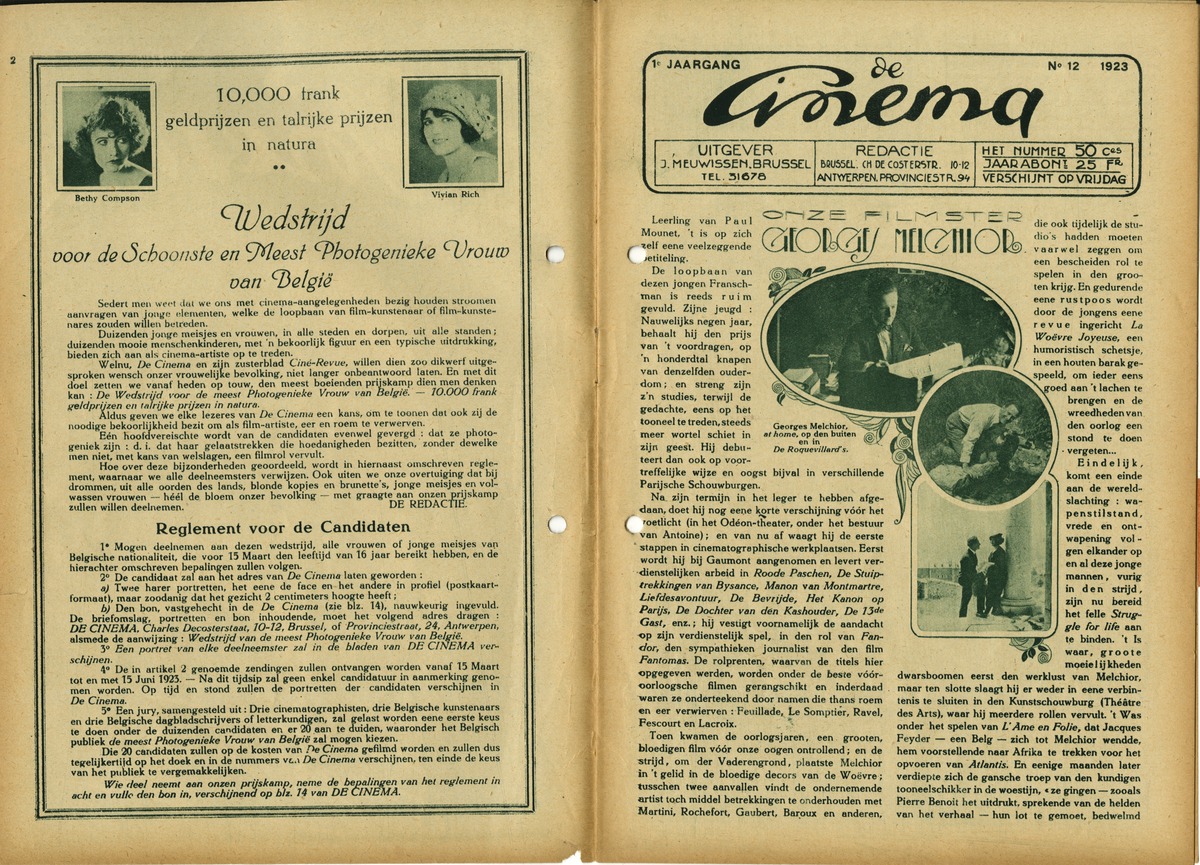 2
10,000 frank
geldprijzen en talrijke prijzen
in natura
Bethy Compson
Vivian Rich
Wedstrijd
voor de Schoonste en Meest Photogenieke Vrouw
van België
Sedert men weet dat we ons met cinema-aangelegenheden bezig houden stroomen
aanvragen van jonge elementen, welke de loopbaan van film-kunstenaar of film-kunste-
nares zouden willen betreden.
Duizenden jonge meisjes en vrouwen, in alle steden en dorpen, uit alle standen;
duizenden mooie menschenkinderen, met 'n bekoorlijk figuur en een typische uitdrukking,
bieden zich aan als cinema-artiste op te treden.
Welnu, De Cinema en zijn zusterblad Ciné-Revue, willen dien zoo dikwerf uitge-
sproken wensch onzer vrouwelijke bevolking, niet langer onbeantwoord laten. En met dit
doel zetten we vanaf heden op touw, den meest boeienden prijskamp dien men denken
kan : De Wedstrijd voor de meest Photogenieke Vrouw van België. — 10.000 frank
geldprijzen en talrijke prijzen in natura.
Aldus geven we elke lezeres van De Cinema een kans, om te toonen dat ook zij de
noodige bekoorlijkheid bezit om als film-artiste, eer en roem te verwerven.
Eén hoofdvereischte wordt van de candidaten evenwel gevergd : dat ze photo-
geniek zijn : d. i. dat haar gelaatstrekken die hoedanigheden bezitten, zonder dewelke
men niet, met kans van welslagen, een filmrol vervult.
Hoe over deze bijzonderheden geoordeeld, wordt in hiernaast omschreven regle-
ment, waarnaar we alle deelneemsters verwijzen. Ook uiten we onze overtuiging dat bij
drommen, uit alle oorden des lands, blonde kopjes en brunette's, jonge meisjes en vol-
wassen vrouwen — héél de bloem onzer bevolking — met graagte aan onzen prijskamp
zullen willen deelnemen. DE REDACTIE.
Reglement voor de Candidaten
1° Mogen deelnemen aan dezen wedstrijd, alle vrouwen of jonge meisjes van
Belgische nationaliteit, die voor 15 Maart den leeftijd van 16 jaar bereikt hebben, en de
hierachter omschreven bepalingen zullen volgen.
2° De candidaat zal aan het adres van De Cinema laten geworden :
a) Twee harer portretten, het eene de face en het andere in profiel (postkaart-
formaat), maar zoodanig dat het gezicht 2 centimeters hoogte heeft ;
b) Den bon, vastgehecht in de De Cinema (zie blz. 14), nauwkeurig ingevuld.
De briefomslag, portretten en bon inhoudende, moet het volgend adres dragen :
DE CINEMA, Charles Decosterstaat, 10-12, Brussel, of Provinciestraat, 24, Antwerpen,
alsmede de aanwijzing : Wedstrijd van de meest Photogenieke Vrouw van België.
3° Een portret van elke deelneemster zal in de bladen van DE CINEMA ver-
schijnen.
4° De in artikel 2 genoemde zendingen zullen ontvangen worden vanaf 15 Maart
tot en met 15 Juni 1923. — Na dit tijdsip zal geen enkel candidatuur in aanmerking geno-
men worden. Op tijd en stond zullen de portretten der candidaten verschijnen in
De Cinema.
5° Een jury, samengesteld uit : Drie cinematographisten, drie Belgische kunstenaars
en drie Belgische dagbladschrijvers of letterkundigen, zal gelast worden eene eerste keus
te doen onder de duizenden candidaten en er 20 aan te duiden, waaronder het Belgisch
publiek de meest Photogenieke Vrouw van België zal mogen kiezen.
Die 20 candidaten zullen op de kosten van De Cinema gefilmd worden en zullen dus
tegelijkertijd op het doek en in de nummers van De Cinema verschijnen, ten einde de keus
van het publiek te vergemakkelijken.
Wie deel neemt aan onzen prijskamp, neme de bepalingen van het reglement in
acht en vulle den bon in, verschijnend op blz. 14 van DE CINEMA.
1e JAARGANG
No 12 1923
de
Cinema
UITGEVER
J. MEUWISSEN, BRUSSEL
TEL. 31678
REDACTIE
BRUSSEL. CH DE COSTERSTR. 10-12
ANTWERPEN, PROVINCIESTR. 94
HET NUMMER 50 Ces
JAARABONt 25 FR
VERSCHIJNT OP VRIJDAG
ONZE FILMSTER
GEORGES MELCHIOR
Leerling van Paul
Mounet, 't is op zich
zelf eene veelzeggende
betiteling.
De loopbaan van
dezen jongen Fransch-
man is reeds ruim
gevuld. Zijne jeugd :
Nauwelijks negen jaar,
behaalt hij den prijs
van 't voordragen, op
'n honderdtal knapen
van denzelfden ouder-
dom ; en streng zijn
z'n studies, terwijl de
gedachte, eens op het
tooneel te treden, steeds
meer wortel schiet in
zijn geest. Hij debu-
teert dan ook op voor-
treffelijke wijze en oogst bijval in verschillende
Parijsche Schouwburgen.
Na zijn termijn in het leger te hebben afge-
daan, doet hij nog eene korte verschijning vóór het
voetlicht (in het Odéon-theater, onder het bestuur
van Antoine) ; en van nu af waagt hij de eerste
stappen in cinematographische werkplaatsen. Eerst
wordt hij bij Gaumont aangenomen en levert ver-
dienstelijken arbeid in Roode Paschen, De Stuip-
trekkingen van Bysance, Manon van Montmartre,
Liefdesavontuur, De Bevrijde, Het Kanon op
Parijs, De Dochter van den Kashouder, De 13de
Gast, enz. ; hij vestigt voornamelijk de aandacht
op zijn verdienstelijk spel, in den rol van Fan-
dor, den sympathieken journalist van den film
Fantomas. De rolprenten, waarvan de titels hier
opgegeven werden, worden onder de beste vóór-
oorlogsche filmen gerangschikt en inderdaad
waren ze onderteekend door namen die thans roem
en eer verwierven : Feuillade, Le Somptier, Ravel,
Fescourt en Lacroix.
Toen kwamen de oorlogsjaren, een grooten,
bloedigen film vóór onze oogen ontrollend ; en de
strijd, om der Vaderengrond, plaatste Melchior
in 't gelid in de bloedige decors van de Woëvre ;
tusschen twee aanvallen vindt de ondernemende
artist toch middel betrekkingen te onderhouden met
Martini, Rochefort, Gaubert, Baroux en anderen,
Georges Melchior,
at home, op den buiten
en in
De Roquevillard's.
die ook tijdelijk de stu-
dio's hadden moeten
vaarwel zeggen om
een bescheiden rol te
spelen in den groo-
ten krijg. En gedurende
eene rustpoos wordt
door de jongens eene
revue ingericht La
Woëvre Joyeuse, een
humoristisch schetsje,
in een houten barak ge-
speeld, om ieder eens
goed aan 't lachen te
brengen en de
wreedheden van
den oorlog een
stond te doen
vergeten...
Eindelijk,
komt een einde
aan de wereld-
slachting : wa-
penstilstand,
vrede en ont-
wapening vol-
gen elkander op
en al deze jonge
mannen, vurig
in den strijd,
zijn nu bereid
het felle Strug-
gle for life aan
te binden. 't Is
waar, groote
moeielijkheden
dwarsboomen eerst den werklust van Melchior,
maar ten slotte slaagt hij er weder in eene verbin-
tenis te sluiten in den Kunstschouwburg (Théâtre
des Arts), waar hij meerdere rollen vervult. 't Was
onder het spelen van L'Ame en Folie, dat Jacques
Feyder — een Belg — zich tot Melchior wendde,
hem voorstellende naar Afrika te trekken voor het
opvoeren van Atlantis. En eenige maanden later
verdiepte zich de gansche troep van den kundigen
tooneelschikker in de woestijn, « ze gingen — zooals
Pierre Benoit het uitdrukt, sprekende van de helden
van het verhaal — hun lot te gemoet, bedwelmd